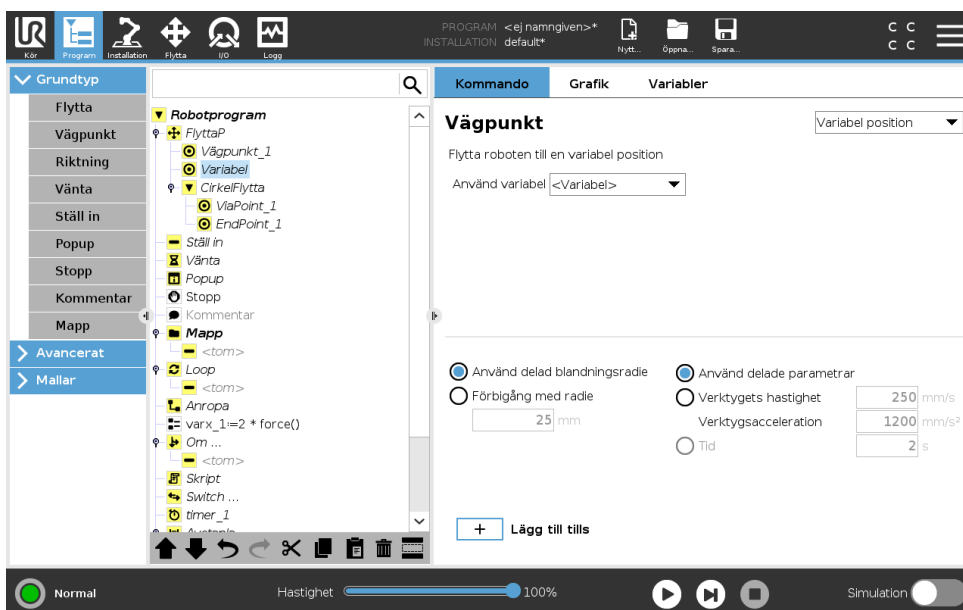 PROGRAM <ej namngiven>*
INSTALLATION default*
UR
Kör
Program
Installation
Flytta
I/O
Logg
Nytt...
Öppna...
Spara...
C C
C C
Grundtyp
Flytta
Vägpunkt
Riktning
Vänta
Ställ in
Popup
Stopp
Kommentar
Mapp
Avancerat
Mallar
Robotprogram
FlyttaP
Vägpunkt_1
Variabel
CirkelFlytta
ViaPoint_1
EndPoint_1
Ställ in
Vänta
Popup
Stopp
Kommentar
Mapp
<tom>
Loop
<tom>
Anropa
varx_1:=2 * force()
Om ...
<tom>
Skript
Switch ...
timer_1
Kommando Grafik Variabler
Vägpunkt
Variabel position
Flytta roboten till en variabel position
Använd variabel <Variabel>
Använd delad blandningsradie
Förbigång med radie
25 mm
Använd delade parametrar
Verktygets hastighet 250 mm/s
Verktygsacceleration 1200 mm/s²
Tid 2 s
+ Lägg till tills
Normal
Hastighet 100%
Simulation